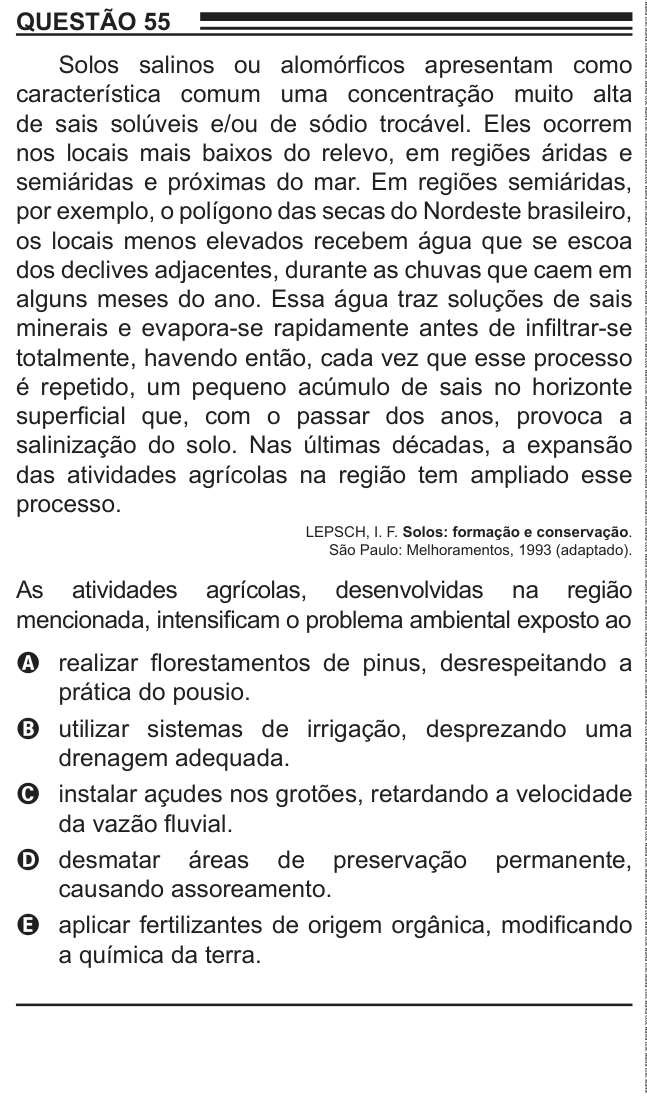 QUESTÃO 55
Solos salinos ou alomórficos apresentam como
característica comum uma concentração muito alta
de sais solúveis e/ou de sódio trocável. Eles ocorrem
nos locais mais baixos do relevo, em regiões áridas e
semiáridas e próximas do mar. Em regiões semiáridas,
por exemplo, o polígono das secas do Nordeste brasileiro,
os locais menos elevados recebem água que se escoa
dos declives adjacentes, durante as chuvas que caem em
alguns meses do ano. Essa água traz soluções de sais
minerais e evapora-se rapidamente antes de infiltrar-se
totalmente, havendo então, cada vez que esse processo
é repetido, um pequeno acúmulo de sais no horizonte
superficial que, com o passar dos anos, provoca a
salinização do solo. Nas últimas décadas, a expansão
das atividades agrícolas na região tem ampliado esse
processo.
LEPSCH, I. F. Solos: formação e conservação.
São Paulo: Melhoramentos, 1993 (adaptado).
As atividades agrícolas, desenvolvidas na região
mencionada, intensificam o problema ambiental exposto ao
A realizar florestamentos de pinus, desrespeitando a
prática do pousio.
B utilizar sistemas de irrigação, desprezando uma
drenagem adequada.
C instalar açudes nos grotões, retardando a velocidade
da vazão fluvial.
D desmatar áreas de preservação permanente,
causando assoreamento.
E aplicar fertilizantes de origem orgânica, modificando
a química da terra.